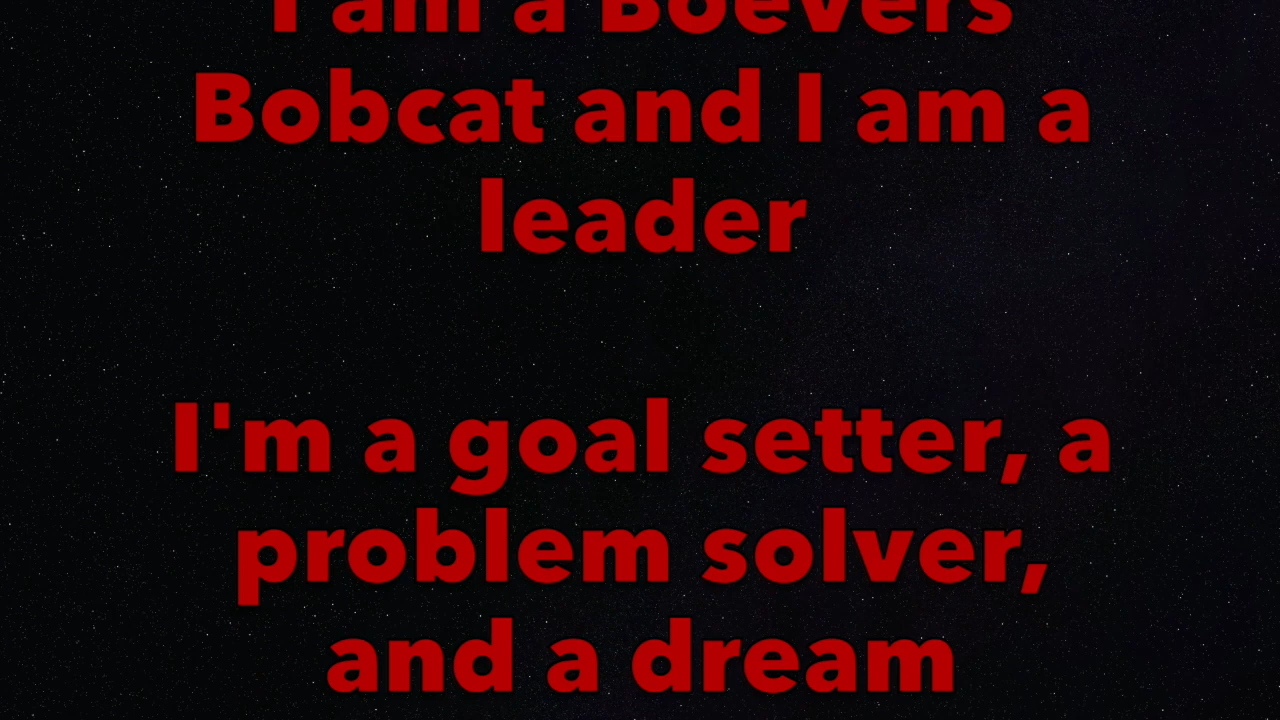 I am a Boevers
Bobcat and I am a
leader
I'm a goal setter, a
problem solver,
and a dream